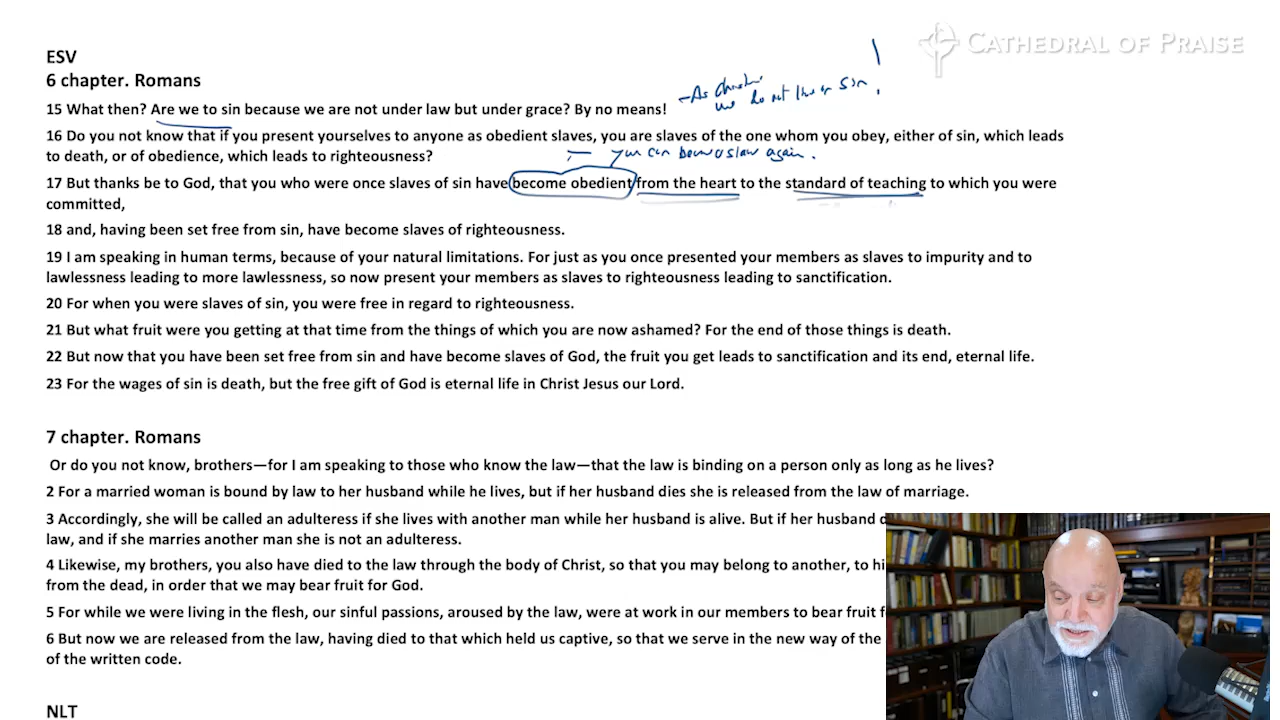 CATHEDRAL OF PRAISE
ESV
6 chapter. Romans
15 What then? Are we to sin because we are not under law but under grace? By no means!
- As
we do not live in sin
16 Do you not know that if you present yourselves to anyone as obedient slaves, you are slaves of the one whom you obey, either of sin, which leads
to death, or of obedience, which leads to righteousness?
you can become a slave again.
17 But thanks be to God, that you who were once slaves of sin have become obedient from the heart to the standard of teaching to which you were
committed,
18 and, having been set free from sin, have become slaves of righteousness.
19 I am speaking in human terms, because of your natural limitations. For just as you once presented your members as slaves to impurity and to
lawlessness leading to more lawlessness, so now present your members as slaves to righteousness leading to sanctification.
20 For when you were slaves of sin, you were free in regard to righteousness.
21 But what fruit were you getting at that time from the things of which you are now ashamed? For the end of those things is death.
22 But now that you have been set free from sin and have become slaves of God, the fruit you get leads to sanctification and its end, eternal life.
23 For the wages of sin is death, but the free gift of God is eternal life in Christ Jesus our Lord.
7 chapter. Romans
Or do you not know, brothers—for I am speaking to those who know the law—that the law is binding on a person only as long as he lives?
2 For a married woman is bound by law to her husband while he lives, but if her husband dies she is released from the law of marriage.
3 Accordingly, she will be called an adulteress if she lives with another man while her husband is alive. But if her husband
law, and if she marries another man she is not an adulteress.
4 Likewise, my brothers, you also have died to the law through the body of Christ, so that you may belong to another, to
from the dead, in order that we may bear fruit for God.
5 For while we were living in the flesh, our sinful passions, aroused by the law, were at work in our members to bear fruit
6 But now we are released from the law, having died to that which held us captive, so that we serve in the new way of the
of the written code.
NLT